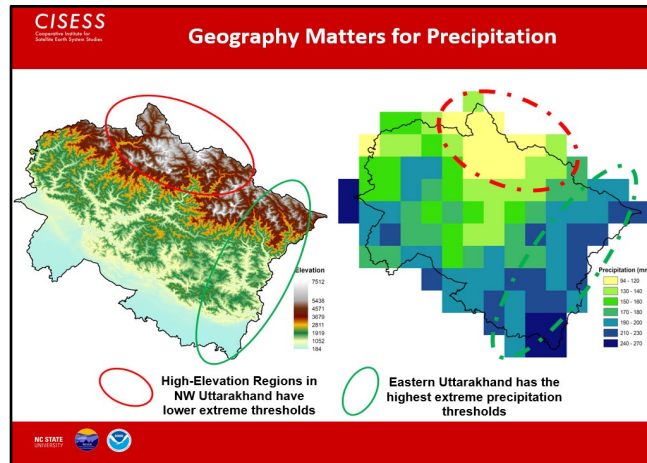 CISESS
Cooperative Institute for
Satellite Earth System Studies
Geography Matters for Precipitation
Elevation
7512
5438
4571
3679
2811
1919
1052
184
Precipitation (mm
94 - 120
130 - 140
150 - 160
170 - 180
190 - 200
210 - 230
240 - 270
High-Elevation Regions in
NW Uttarakhand have
lower extreme thresholds
Eastern Uttarakhand has the
highest extreme precipitation
thresholds
NC STATE
UNIVERSITY